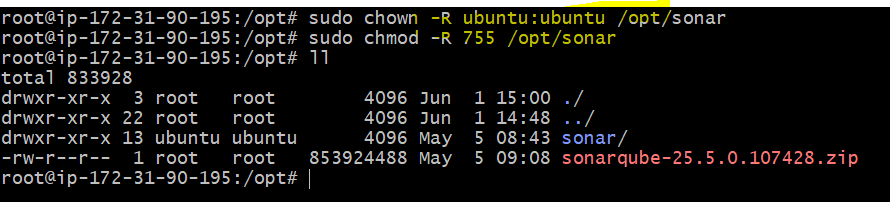 root@ip-172-31-90-195:/opt# sudo chown -R ubuntu:ubuntu /opt/sonar
root@ip-172-31-90-195:/opt# sudo chmod -R 755 /opt/sonar
root@ip-172-31-90-195:/opt# ll
total 833928
drwxr-xr-x  3 root   root        4096 Jun  1 15:00 ./
drwxr-xr-x 22 root   root        4096 Jun  1 14:48 ../
drwxr-xr-x 13 ubuntu ubuntu      4096 May  5 08:43 sonar/
-rw-r--r--  1 root   root   853924488 May  5 09:08 sonarqube-25.5.0.107428.zip
root@ip-172-31-90-195:/opt#